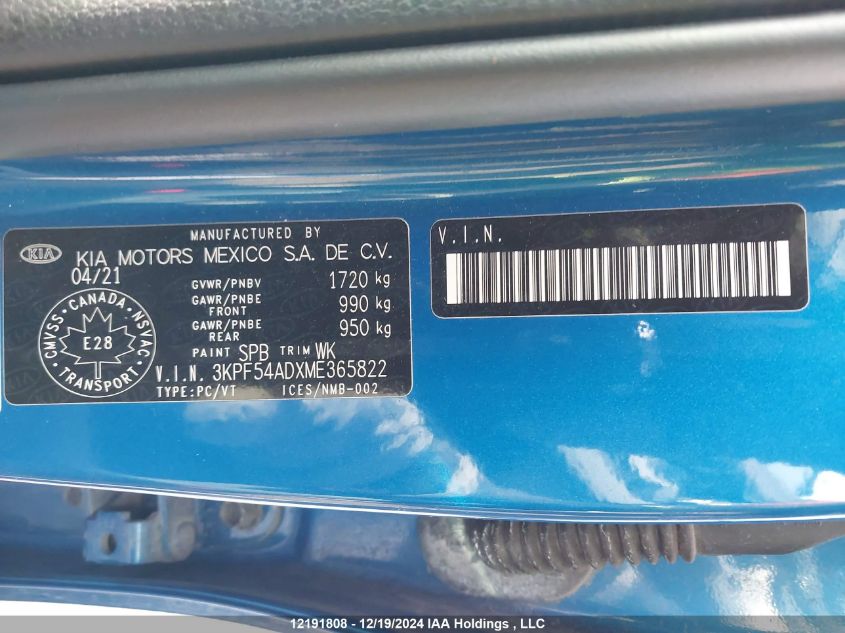 MANUFACTURED BY
KIA KIA MOTORS MEXICO S.A. DE C.V.
04/21
GVWR/PNBV 1720 kg
GAWR/PNBE FRONT 990 kg
GAWR/PNBE REAR 950 kg
PAINT SPB TRIM WK
V.I.N. 3KPF54ADXME365822
TYPE:PC/VT ICES/NMB-002
CMVSS · CANADA · NSVAC · TRANSPORT ·
E28
V.I.N.
12191808 - 12/19/2024 IAA Holdings , LLC